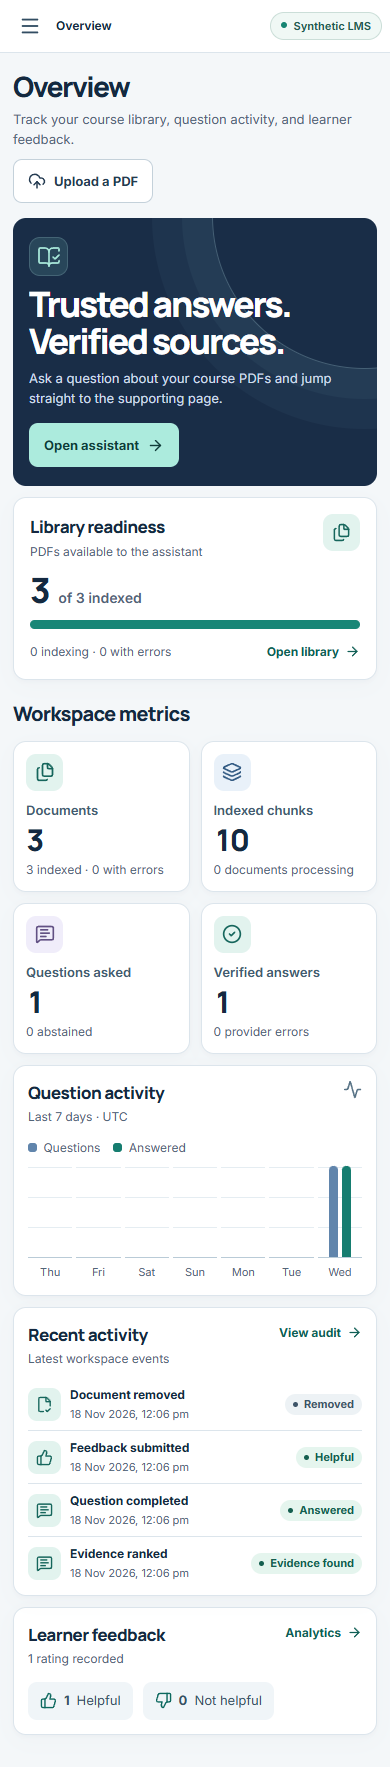 Overview
Synthetic LMS
Overview
Track your course library, question activity, and learner
feedback.
Upload a PDF
Trusted answers.
Verified sources.
Ask a question about your course PDFs and jump
straight to the supporting page.
Open assistant
Library readiness
PDFs available to the assistant
3 of 3 indexed
0 indexing · 0 with errors
Open library
Workspace metrics
Documents
3
3 indexed · 0 with errors
Indexed chunks
10
0 documents processing
Questions asked
1
0 abstained
Verified answers
1
0 provider errors
Question activity
Last 7 days · UTC
Questions
Answered
Thu Fri Sat Sun Mon Tue Wed
Recent activity
View audit
Latest workspace events
Document removed
18 Nov 2026, 12:06 pm
Removed
Feedback submitted
18 Nov 2026, 12:06 pm
Helpful
Question completed
18 Nov 2026, 12:06 pm
Answered
Evidence ranked
18 Nov 2026, 12:06 pm
Evidence found
Learner feedback
Analytics
1 rating recorded
1 Helpful
0 Not helpful